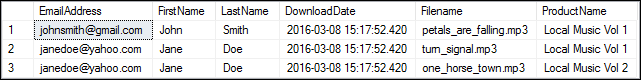 EmailAddress FirstName LastName DownloadDate Filename ProductName
1 johnsmith@gmail.com John Smith 2016-03-08 15:17:52.420 petals_are_falling.mp3 Local Music Vol 1
2 janedoe@yahoo.com Jane Doe 2016-03-08 15:17:52.420 turn_signal.mp3 Local Music Vol 1
3 janedoe@yahoo.com Jane Doe 2016-03-08 15:17:52.420 one_horse_town.mp3 Local Music Vol 2